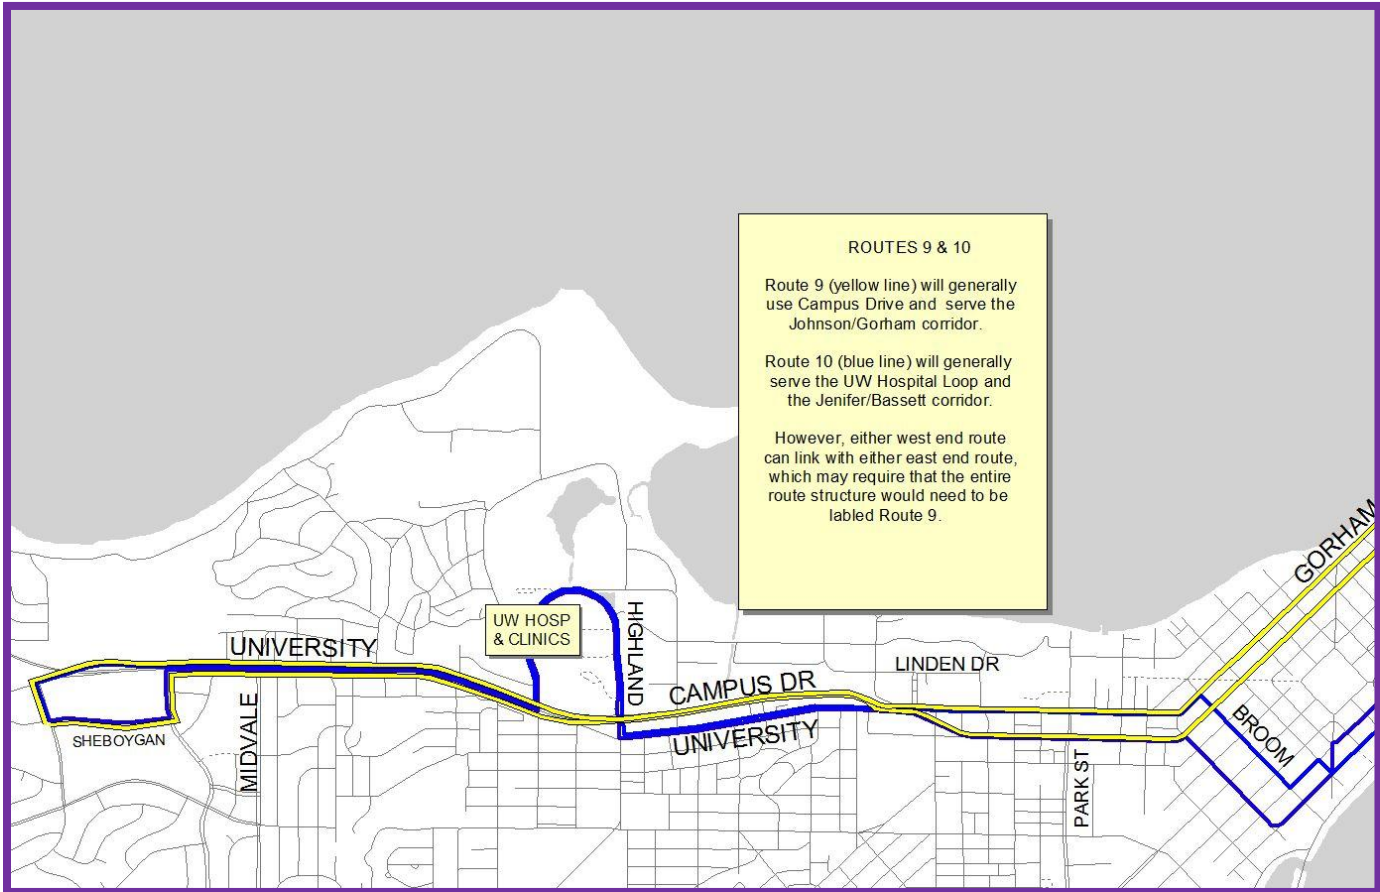 ROUTES 9 & 10
Route 9 (yellow line) will generally
use Campus Drive and serve the
Johnson/Gorham corridor.
Route 10 (blue line) will generally
serve the UW Hospital Loop and
the Jenifer/Bassett corridor.
However, either west end route
can link with either east end route,
which may require that the entire
route structure would need to be
labled Route 9.
GORHAM
UW HOSP
& CLINICS
HIGHLAND
UNIVERSITY
LINDEN DR
CAMPUS DR
MIDVALE
UNIVERSITY
BROOM
SHEBOYGAN
PARK ST